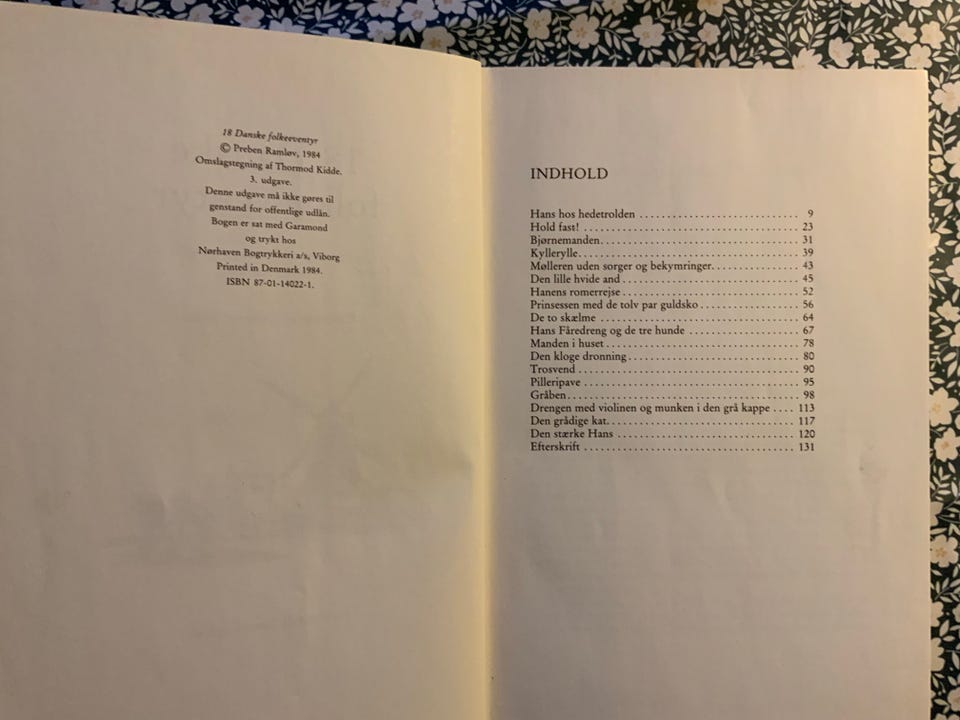 18 Danske folkeeventyr
© Preben Ramløv, 1984
Omslagstegning af Thormod Kidde.
3. udgave.
Denne udgave må ikke gøres til
genstand for offentlige udlån.
Bogen er sat med Garamond
og trykt hos
Nørhaven Bogtrykkeri a/s, Viborg
Printed in Denmark 1984.
ISBN 87-01-14022-1.
INDHOLD
Hans hos hedetrolden 9
Hold fast! 23
Bjørnemanden 31
Kyllerylle 39
Mølleren uden sorger og bekymringer 43
Den lille hvide and 45
Hanens romerrejse 52
Prinsessen med de tolv par guldsko 56
De to skælme 64
Hans Fåredreng og de tre hunde 67
Manden i huset 78
Den kloge dronning 80
Trosvend 90
Pilleripave 95
Gråben 98
Drengen med violinen og munken i den grå kappe 113
Den grådige kat 117
Den stærke Hans 120
Efterskrift 131